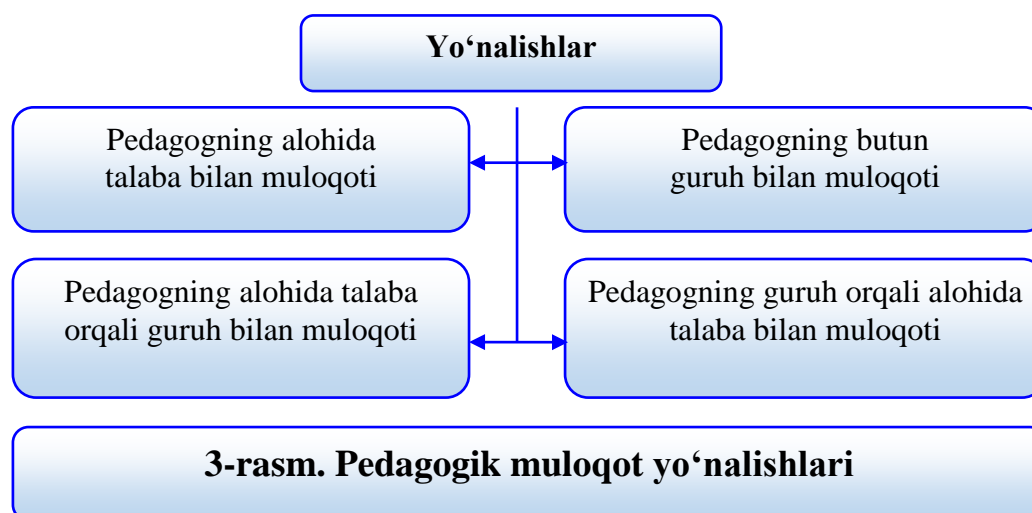 Yo‘nalishlar
Pedagogning alohida
talaba bilan muloqoti
Pedagogning butun
guruh bilan muloqoti
Pedagogning alohida talaba
orqali guruh bilan muloqoti
Pedagogning guruh orqali alohida
talaba bilan muloqoti
3-rasm. Pedagogik muloqot yo‘nalishlari